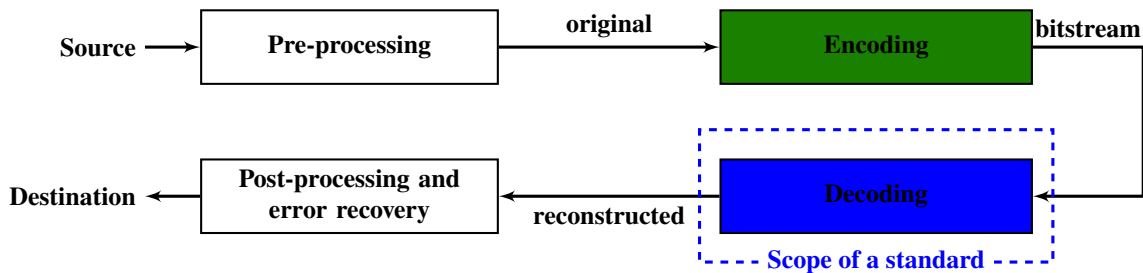 Source
Pre-processing
original
Encoding
bitstream
Destination
Post-processing and
error recovery
reconstructed
Decoding
Scope of a standard